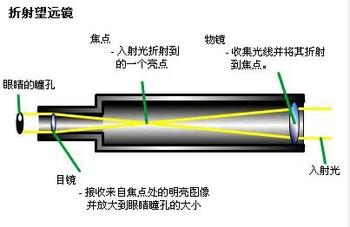 折射望远镜
焦点
- 入射光折射到
的一个亮点
物镜
- 收集光线并将其折射
到焦点。
眼睛的瞳孔
目镜
- 接收来自焦点处的明亮图像
并放大到眼睛瞳孔的大小
入射光